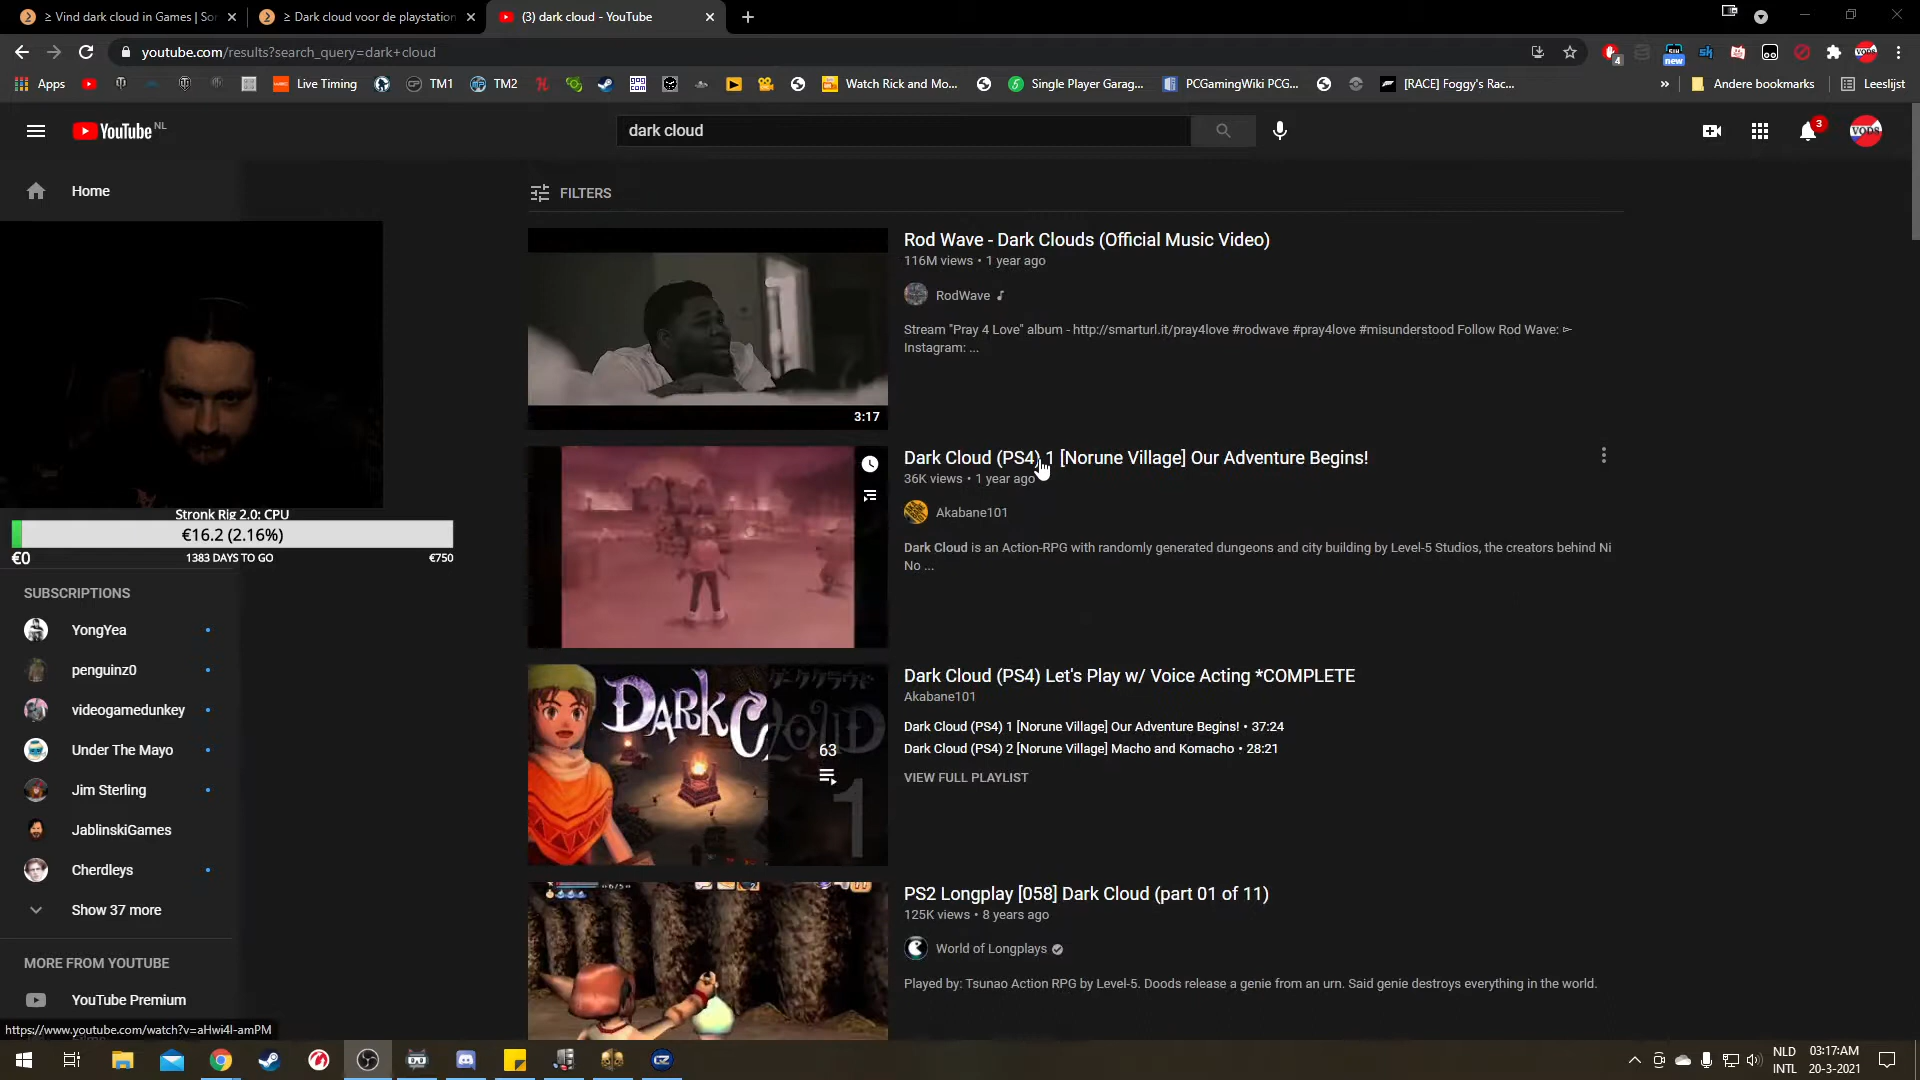 ≥ Vind dark cloud in Games | Sor
≥ Dark cloud voor de playstation
(3) dark cloud - YouTube
youtube.com/results?search_query=dark+cloud
4
new
Apps
Live Timing
TM1
TM2
Watch Rick and Mo...
Single Player Garag...
PCGamingWiki PCG...
[RACE] Foggy's Rac...
»
Andere bookmarks
Leeslijst
YouTube NL
dark cloud
3
VODS
Home
FILTERS
Rod Wave - Dark Clouds (Official Music Video)
116M views • 1 year ago
RodWave
Stream "Pray 4 Love" album - http://smarturl.it/pray4love #rodwave #pray4love #misunderstood Follow Rod Wave: ⊳
Instagram: ...
3:17
Dark Cloud (PS4) 1 [Norune Village] Our Adventure Begins!
36K views • 1 year ago
Akabane101
Dark Cloud is an Action-RPG with randomly generated dungeons and city building by Level-5 Studios, the creators behind Ni
No ...
Stronk Rig 2.0: CPU
€16.2 (2.16%)
€0
1383 DAYS TO GO
€750
SUBSCRIPTIONS
YongYea
penguinz0
videogamedunkey
Under The Mayo
Jim Sterling
JablinskiGames
Cherdleys
Show 37 more
MORE FROM YOUTUBE
YouTube Premium
DARK C
63
1
Dark Cloud (PS4) Let's Play w/ Voice Acting *COMPLETE
Akabane101
Dark Cloud (PS4) 1 [Norune Village] Our Adventure Begins! • 37:24
Dark Cloud (PS4) 2 [Norune Village] Macho and Komacho • 28:21
VIEW FULL PLAYLIST
PS2 Longplay [058] Dark Cloud (part 01 of 11)
125K views • 8 years ago
World of Longplays
Played by: Tsunao Action RPG by Level-5. Doods release a genie from an urn. Said genie destroys everything in the world.
https://www.youtube.com/watch?v=aHwi4l-amPM
NLD
INTL
03:17:AM
20-3-2021